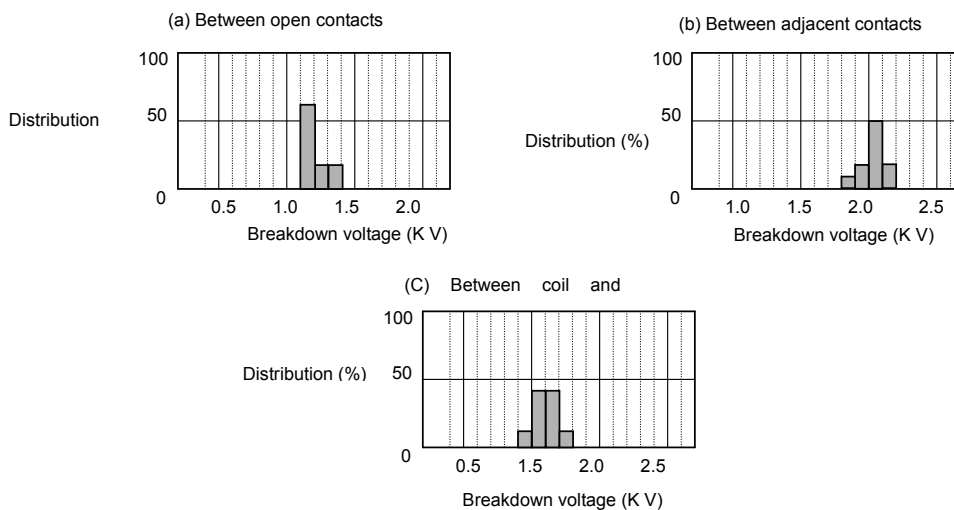 (a) Between open contacts
100
Distribution
50
0
0.5 1.0 1.5 2.0
Breakdown voltage (K V)
(b) Between adjacent contacts
100
50
Distribution (%)
0
1.0 1.5 2.0 2.5
Breakdown voltage (K V)
(C) Between coil and
100
50
Distribution (%)
0
0.5 1.5 2.0 2.5
Breakdown voltage (K V)